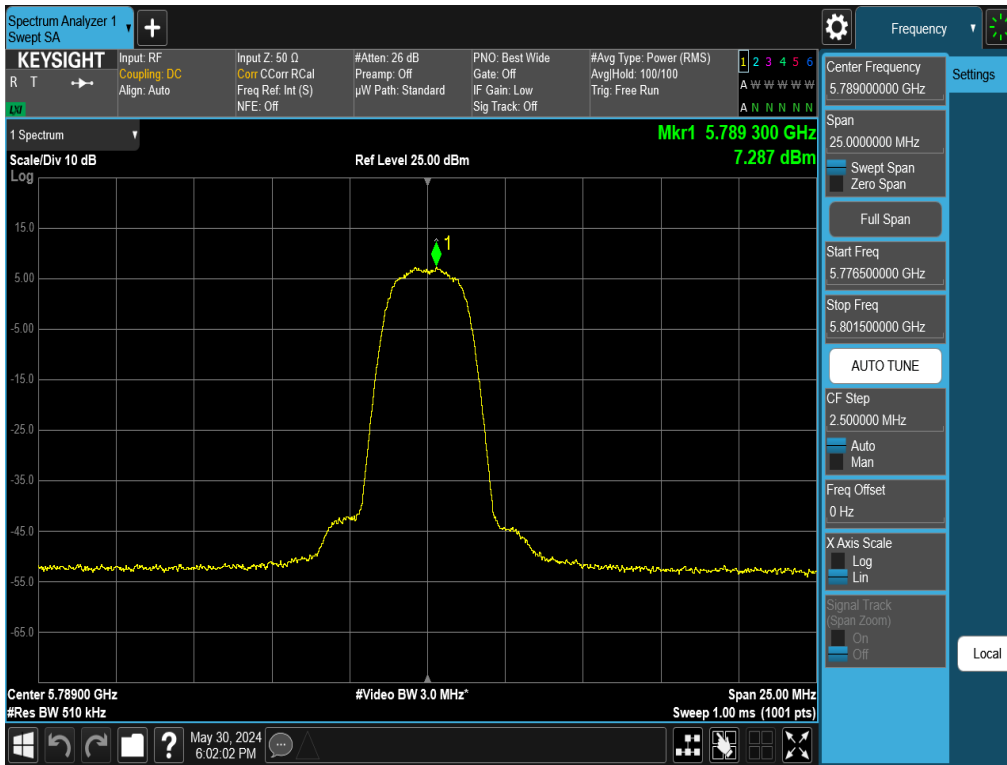 Spectrum Analyzer 1
Swept SA
Frequency
KEYSIGHT
R T
LXI
Input: RF
Coupling: DC
Align: Auto
Input Z: 50 Ω
Corr CCorr RCal
Freq Ref: Int (S)
NFE: Off
#Atten: 26 dB
Preamp: Off
µW Path: Standard
PNO: Best Wide
Gate: Off
IF Gain: Low
Sig Track: Off
#Avg Type: Power (RMS)
Avg|Hold: 100/100
Trig: Free Run
1 2 3 4 5 6
A W W W W W
A N N N N N
1 Spectrum
Scale/Div 10 dB
Log
Ref Level 25.00 dBm
Mkr1 5.789 300 GHz
7.287 dBm
1
15.0
5.00
-5.00
-15.0
-25.0
-35.0
-45.0
-55.0
-65.0
Center 5.78900 GHz
#Res BW 510 kHz
#Video BW 3.0 MHz*
Span 25.00 MHz
Sweep 1.00 ms (1001 pts)
?
May 30, 2024
6:02:02 PM
Center Frequency
5.789000000 GHz
Span
25.0000000 MHz
Swept Span
Zero Span
Full Span
Start Freq
5.776500000 GHz
Stop Freq
5.801500000 GHz
AUTO TUNE
CF Step
2.500000 MHz
Auto
Man
Freq Offset
0 Hz
X Axis Scale
Log
Lin
Signal Track
(Span Zoom)
On
Off
Settings
Local